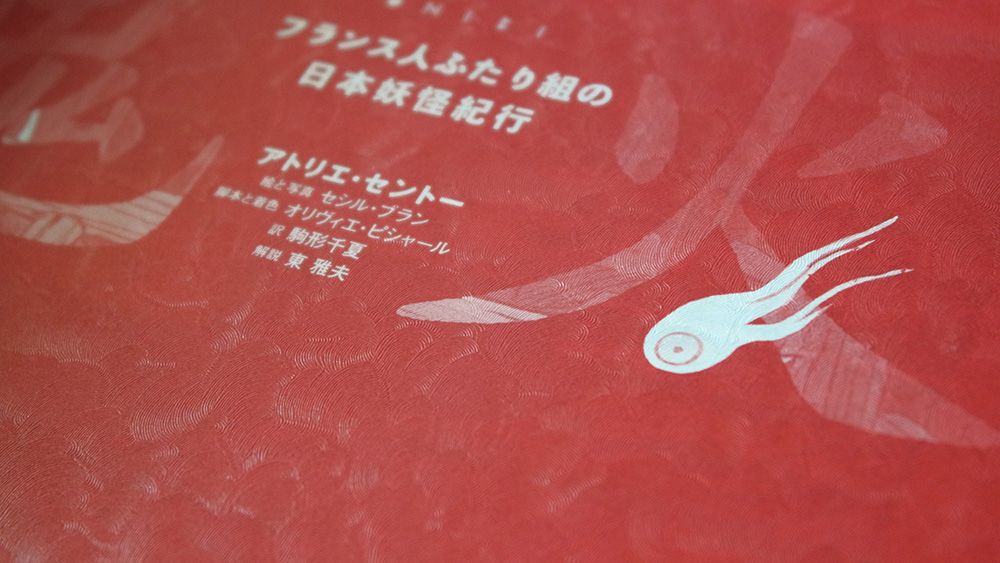 ONIBI
フランス人ふたり組の
日本妖怪紀行
アトリエ・セントー
絵と写真 セシル・ブラン
脚本と着色 オリヴィエ・ピシャール
訳 駒形千夏
解説 東 雅夫
火